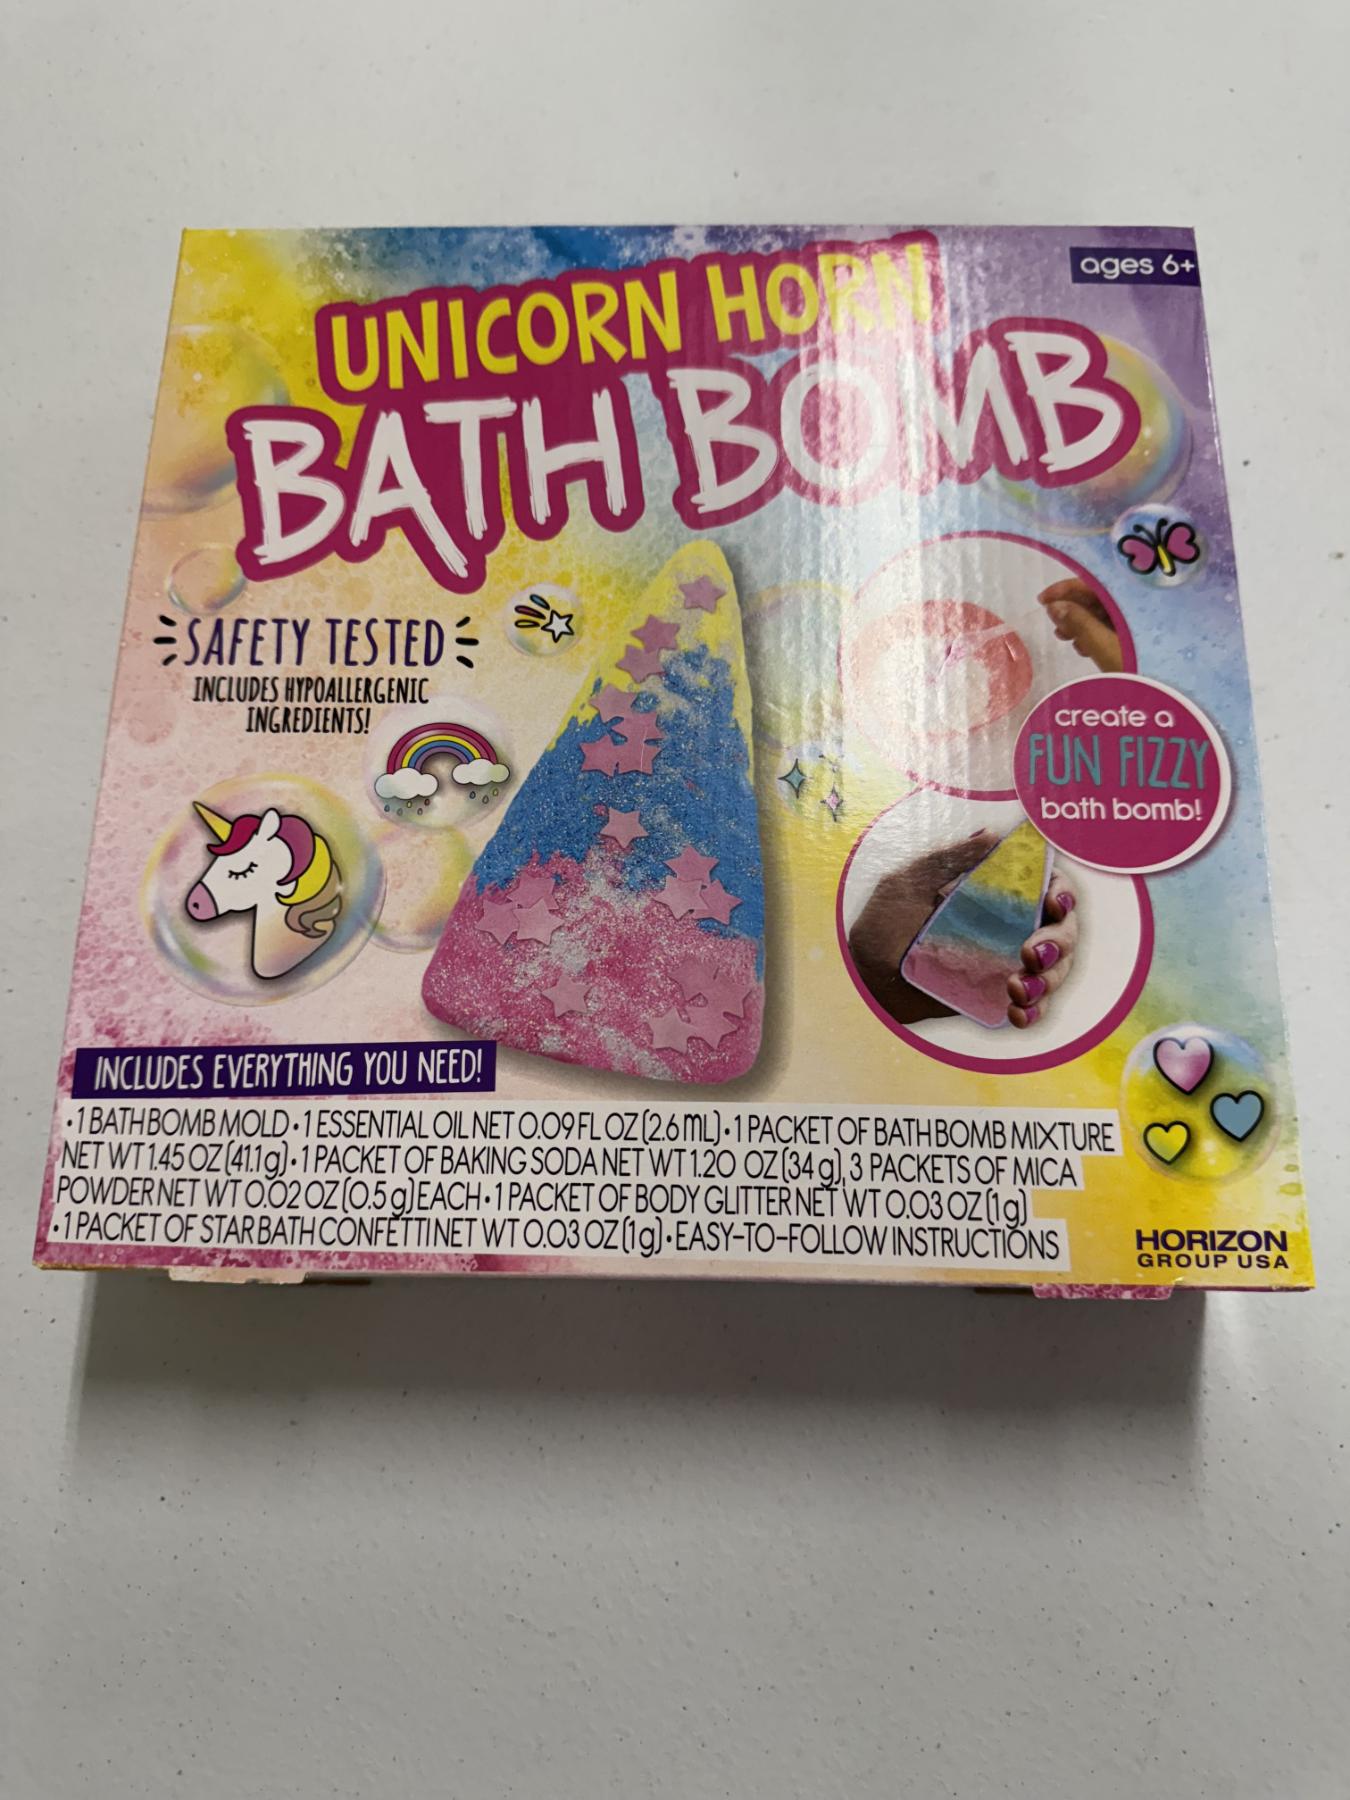 ages 6+
UNICORN HORN
BATH BOMB
SAFETY TESTED
INCLUDES HYPOALLERGENIC
INGREDIENTS!
create a
FUN FIZZY
bath bomb!
INCLUDES EVERYTHING YOU NEED!
• 1 BATH BOMB MOLD • 1 ESSENTIAL OIL NET 0.09 FL OZ (2.6 mL) • 1 PACKET OF BATH BOMB MIXTURE
NET WT 1.45 OZ (41.1 g) • 1 PACKET OF BAKING SODA NET WT 1.20 OZ (34 g), 3 PACKETS OF MICA
POWDER NET WT 0.02 OZ (0.5 g) EACH • 1 PACKET OF BODY GLITTER NET WT 0.03 OZ (1 g)
• 1 PACKET OF STAR BATH CONFETTI NET WT 0.03 OZ (1 g) • EASY-TO-FOLLOW INSTRUCTIONS
HORIZON
GROUP USA